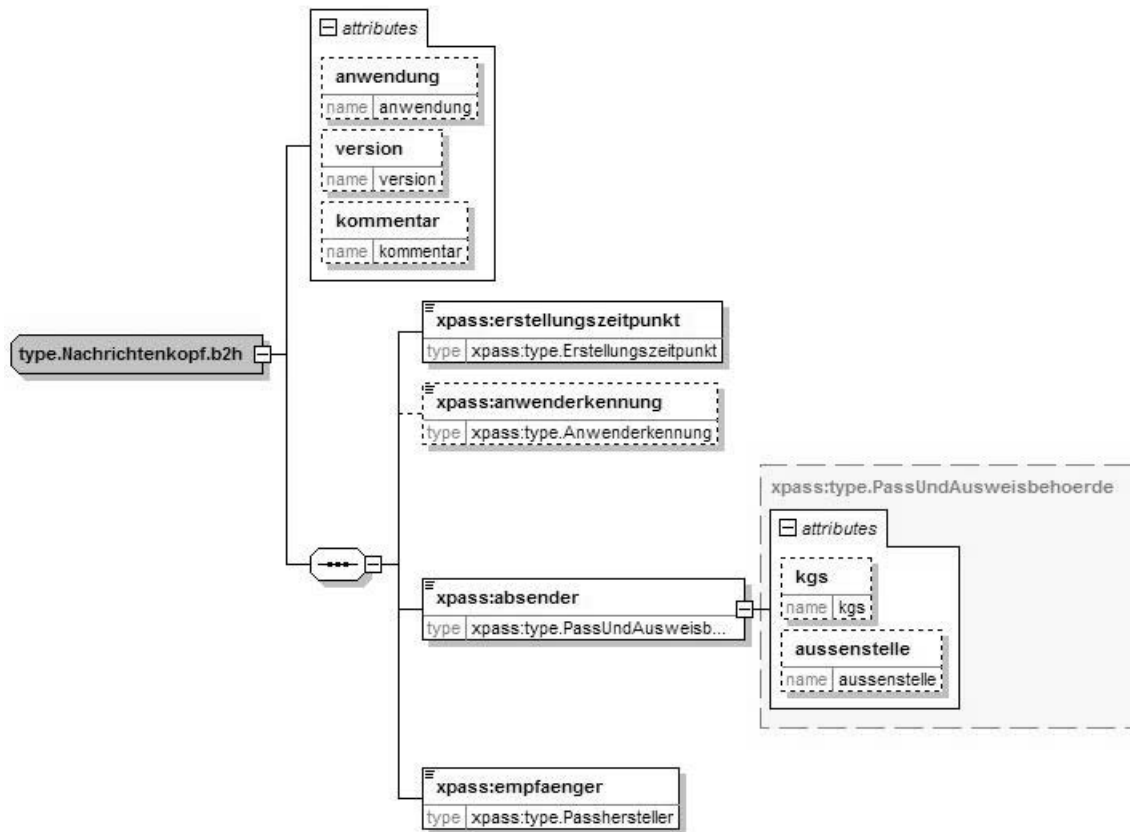 attributes
anwendung
name anwendung
version
name version
kommentar
name kommentar
type.Nachrichtenkopf.b2h
xpass:erstellungszeitpunkt
type xpass:type.Erstellungszeitpunkt
xpass:anwenderkennung
type xpass:type.Anwenderkennung
xpass:absender
type xpass:type.PassUndAusweisb...
xpass:type.PassUndAusweisbehoerde
attributes
kgs
name kgs
aussenstelle
name aussenstelle
xpass:empfaenger
type xpass:type.Passhersteller